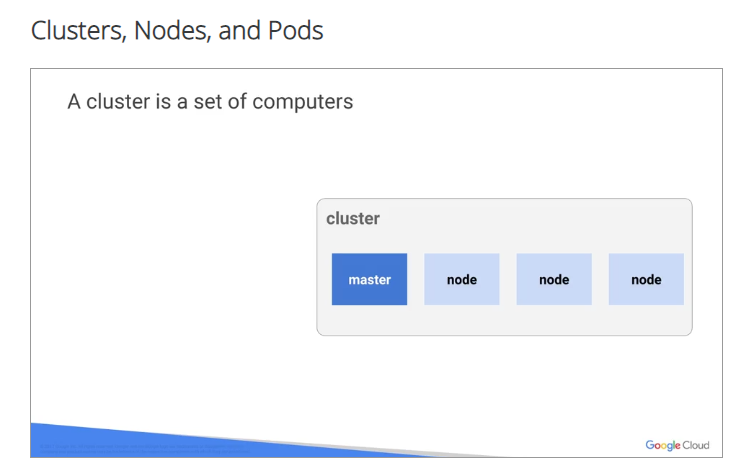 Clusters, Nodes, and Pods
A cluster is a set of computers
cluster
master node node node
Google Cloud